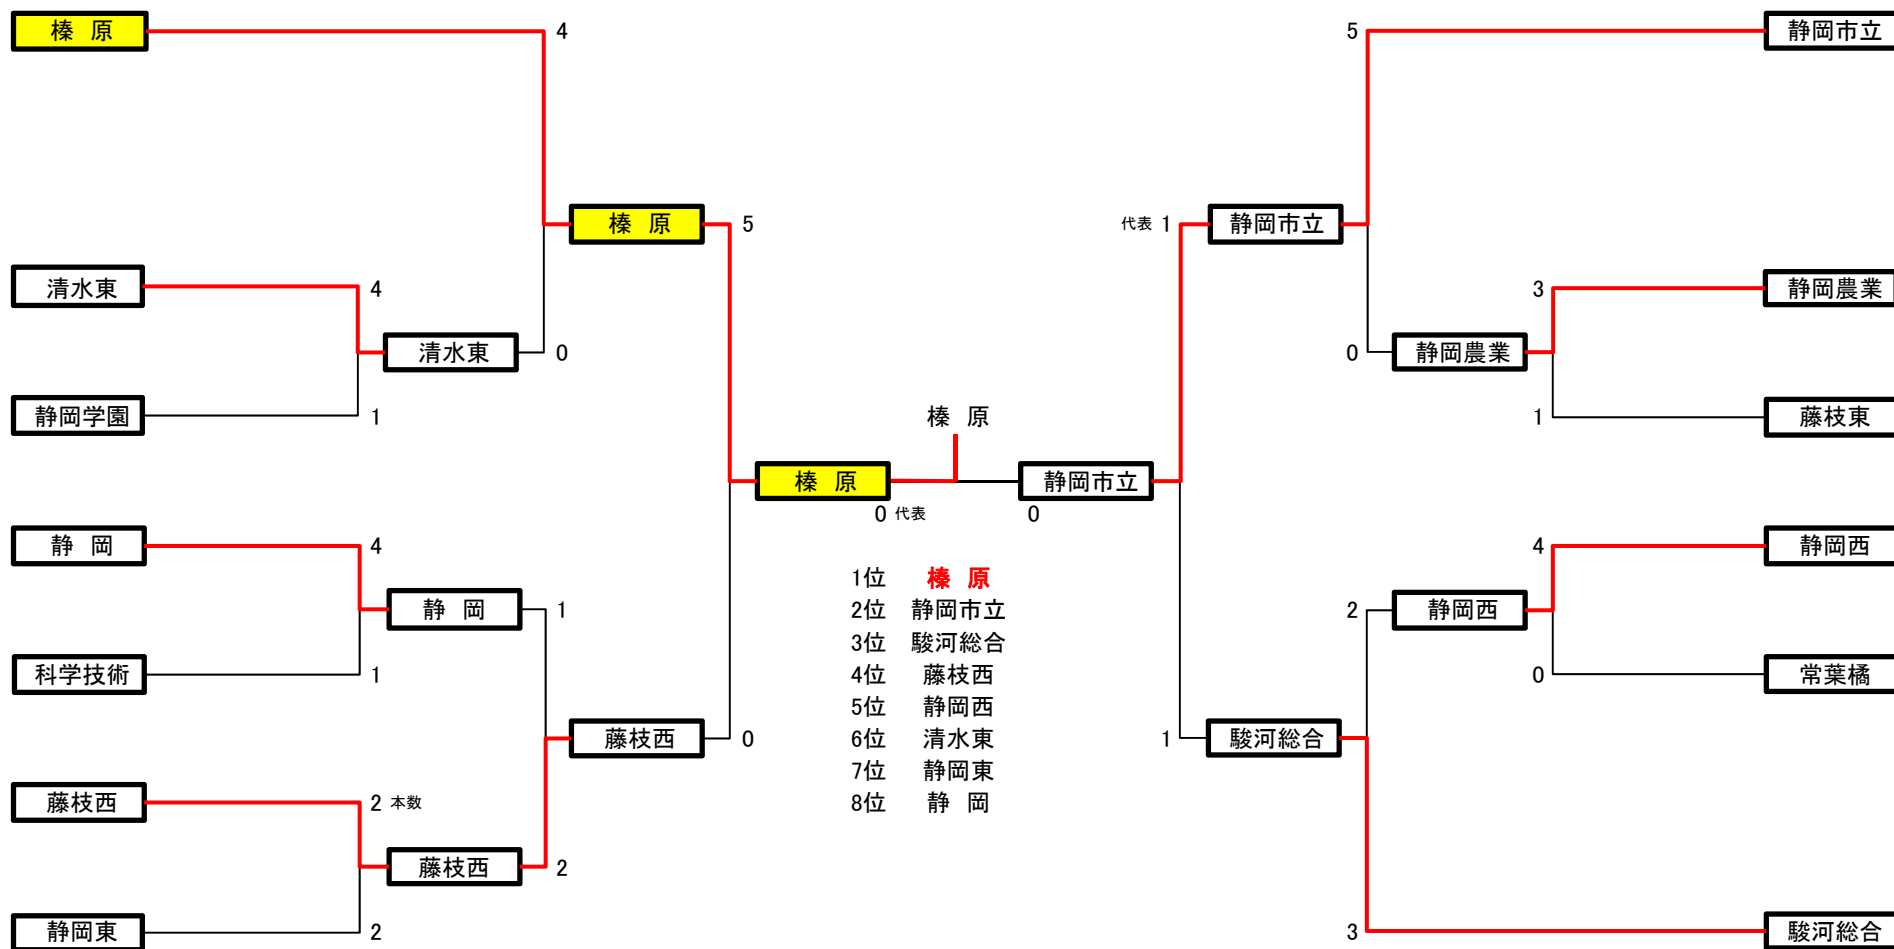 榛 原
4
5
静岡市立
榛 原
5
代表 1
静岡市立
清水東
4
3
静岡農業
清水東
0
0
静岡農業
静岡学園
1
榛 原
1
藤枝東
榛 原
静岡市立
0 代表
0
静 岡
4
4
静岡西
1位 榛 原
2位 静岡市立
3位 駿河総合
4位 藤枝西
5位 静岡西
6位 清水東
7位 静岡東
8位 静 岡
静 岡
1
2
静岡西
科学技術
1
0
常葉橘
藤枝西
0
1
駿河総合
藤枝西
2 本数
藤枝西
2
静岡東
2
3
駿河総合